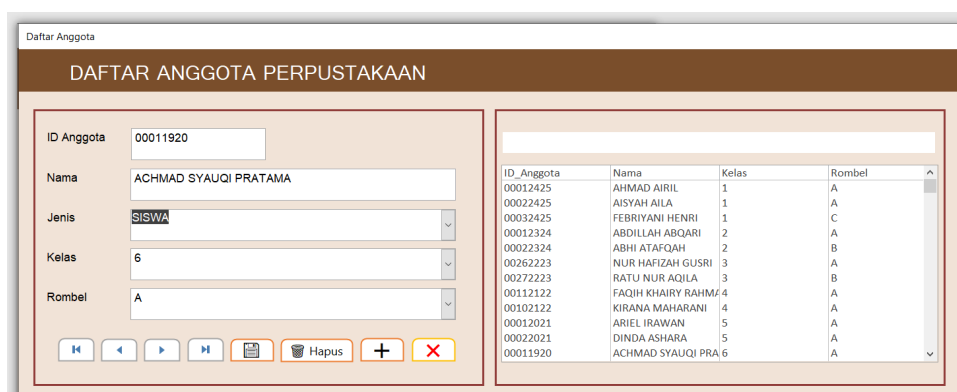 Daftar Anggota
DAFTAR ANGGOTA PERPUSTAKAAN
ID Anggota 00011920
Nama ACHMAD SYAUQI PRATAMA
Jenis SISWA
Kelas 6
Rombel A
Hapus
ID_Anggota Nama Kelas Rombel
00012425 AHMAD AIRIL 1 A
00022425 AISYAH AILA 1 A
00032425 FEBRIYANI HENRI 1 C
00012324 ABDILLAH ABQARI 2 A
00022324 ABHI ATAFQAH 2 B
00262223 NUR HAFIZAH GUSRI 3 A
00272223 RATU NUR AQILA 3 B
00112122 FAQIH KHAIRY RAHMA 4 A
00102122 KIRANA MAHARANI 4 A
00012021 ARIEL IRAWAN 5 A
00022021 DINDA ASHARA 5 A
00011920 ACHMAD SYAUQI PRA 6 A